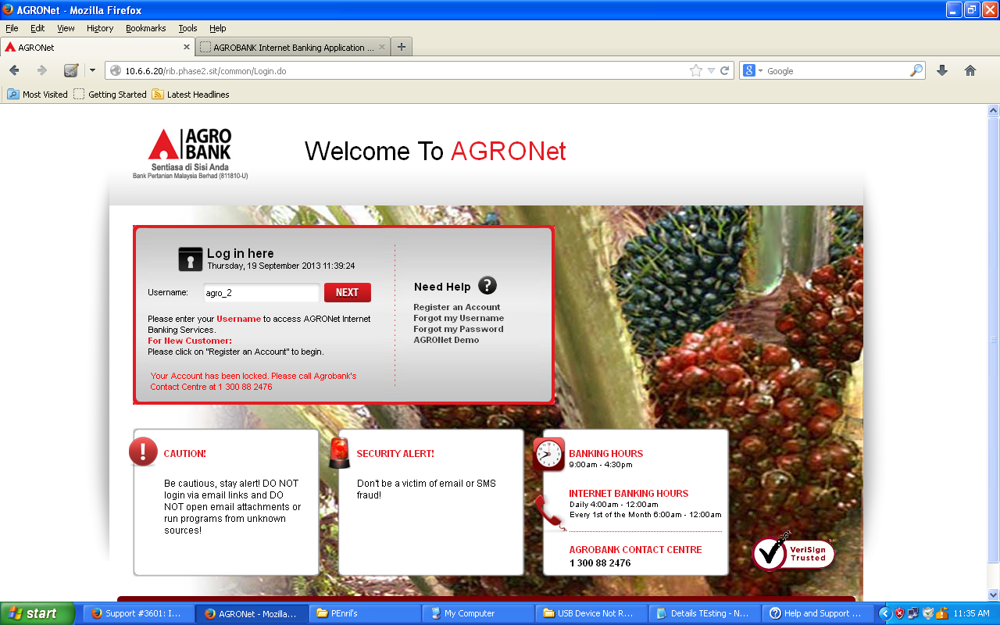 AGRONet - Mozilla Firefox
File Edit View History Bookmarks Tools Help
AGRONet
AGROBANK Internet Banking Application ...
10.6.6.20/rib.phase2.sit/common/Login.do
Google
Most Visited Getting Started Latest Headlines
AGRO
BANK
Sentiasa di Sisi Anda
Bank Pertanian Malaysia Berhad (811810-U)
Welcome To AGRONet
Log in here
Thursday, 19 September 2013 11:39:24
Username: agro_2 NEXT
Please enter your Username to access AGRONet Internet
Banking Services.
For New Customer:
Please click on "Register an Account" to begin.
Your Account has been locked. Please call Agrobank's
Contact Centre at 1 300 88 2476
Need Help ?
Register an Account
Forgot my Username
Forgot my Password
AGRONet Demo
CAUTION!
Be cautious, stay alert! DO NOT
login via email links and DO
NOT open email attachments or
run programs from unknown
sources!
SECURITY ALERT!
Don't be a victim of email or SMS
fraud!
BANKING HOURS
9:00am - 4:30pm
INTERNET BANKING HOURS
Daily 4:00am - 12:00am
Every 1st of the Month 6:00am - 12:00am
AGROBANK CONTACT CENTRE
1 300 88 2476
VeriSign
Trusted
start
Support #3601: I...
AGRONet - Mozilla...
PEnril's
My Computer
USB Device Not R...
Details TEsting - N...
Help and Support ...
11:35 AM